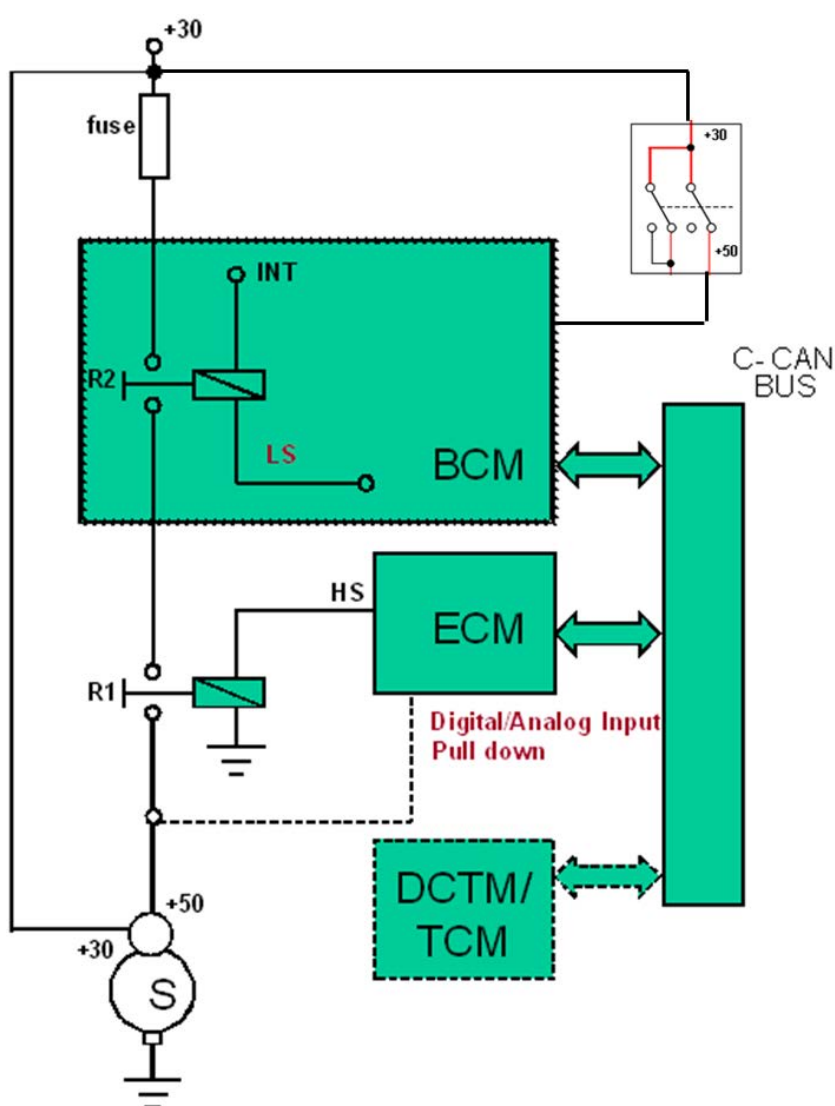 +30
fuse
+30
+50
INT
R2
LS
BCM
C-CAN
BUS
HS
ECM
R1
Digital/Analog Input
Pull down
DCTM/
TCM
+50
+30
S